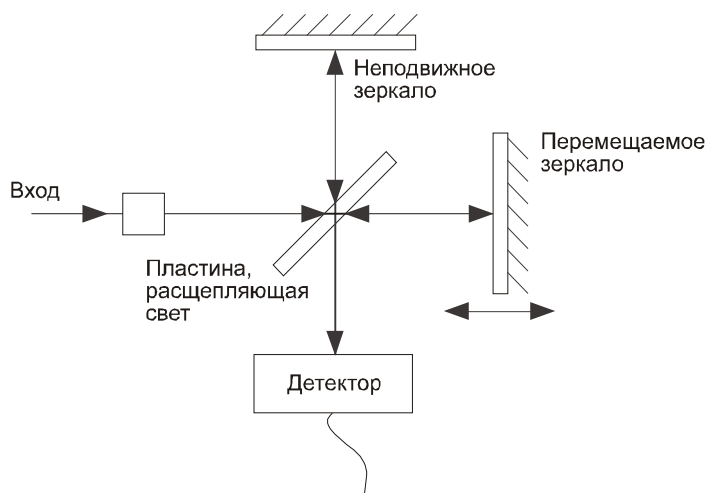 Неподвижное
зеркало
Перемещаемое
зеркало
Вход
Пластина,
расщепляющая
свет
Детектор